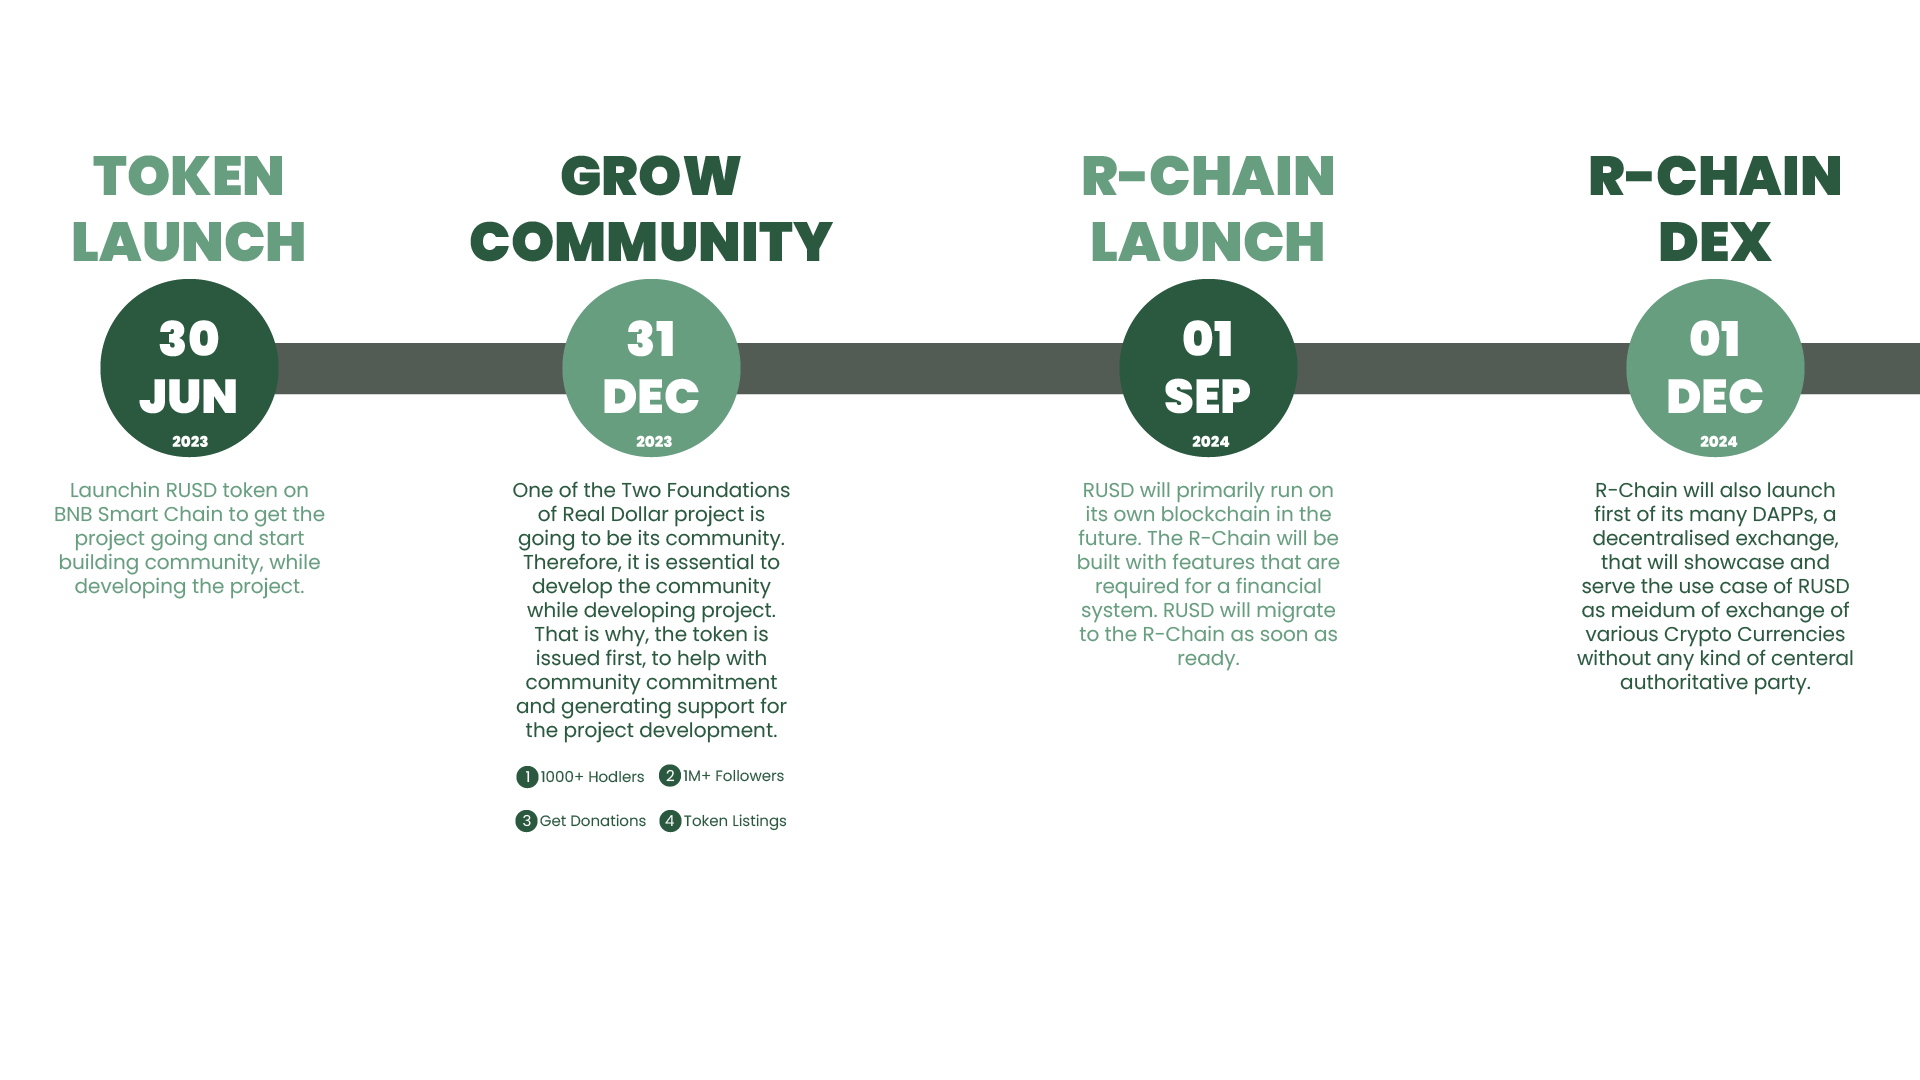 TOKEN
LAUNCH
30
JUN
2023
Launchin RUSD token on
BNB Smart Chain to get the
project going and start
building community, while
developing the project.
GROW
COMMUNITY
31
DEC
2023
One of the Two Foundations
of Real Dollar project is
going to be its community.
Therefore, it is essential to
develop the community
while developing project.
That is why, the token is
issued first, to help with
community commitment
and generating support for
the project development.
1 1000+ Hodlers
2 1M+ Followers
3 Get Donations
4 Token Listings
R-CHAIN
LAUNCH
01
SEP
2024
RUSD will primarily run on
its own blockchain in the
future. The R-Chain will be
built with features that are
required for a financial
system. RUSD will migrate
to the R-Chain as soon as
ready.
R-CHAIN
DEX
01
DEC
2024
R-Chain will also launch
first of its many DAPPs, a
decentralised exchange,
that will showcase and
serve the use case of RUSD
as meidum of exchange of
various Crypto Currencies
without any kind of centeral
authoritative party.